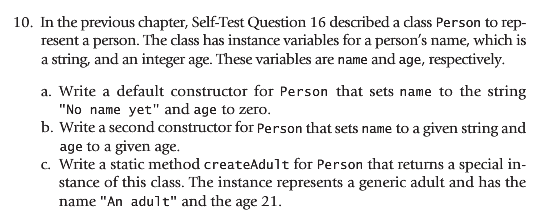 10. In the previous chapter, Self-Test Question 16 described a class Person to rep-
resent a person. The class has instance variables for a person's name, which is
a string, and an integer age. These variables are name and age, respectively.
a. Write a default constructor for Person that sets name to the string
"No name yet" and age to zero.
b. Write a second constructor for Person that sets name to a given string and
age to a given age.
c. Write a static method createAdult for Person that returns a special in-
stance of this class. The instance represents a generic adult and has the
name "An adult" and the age 21.